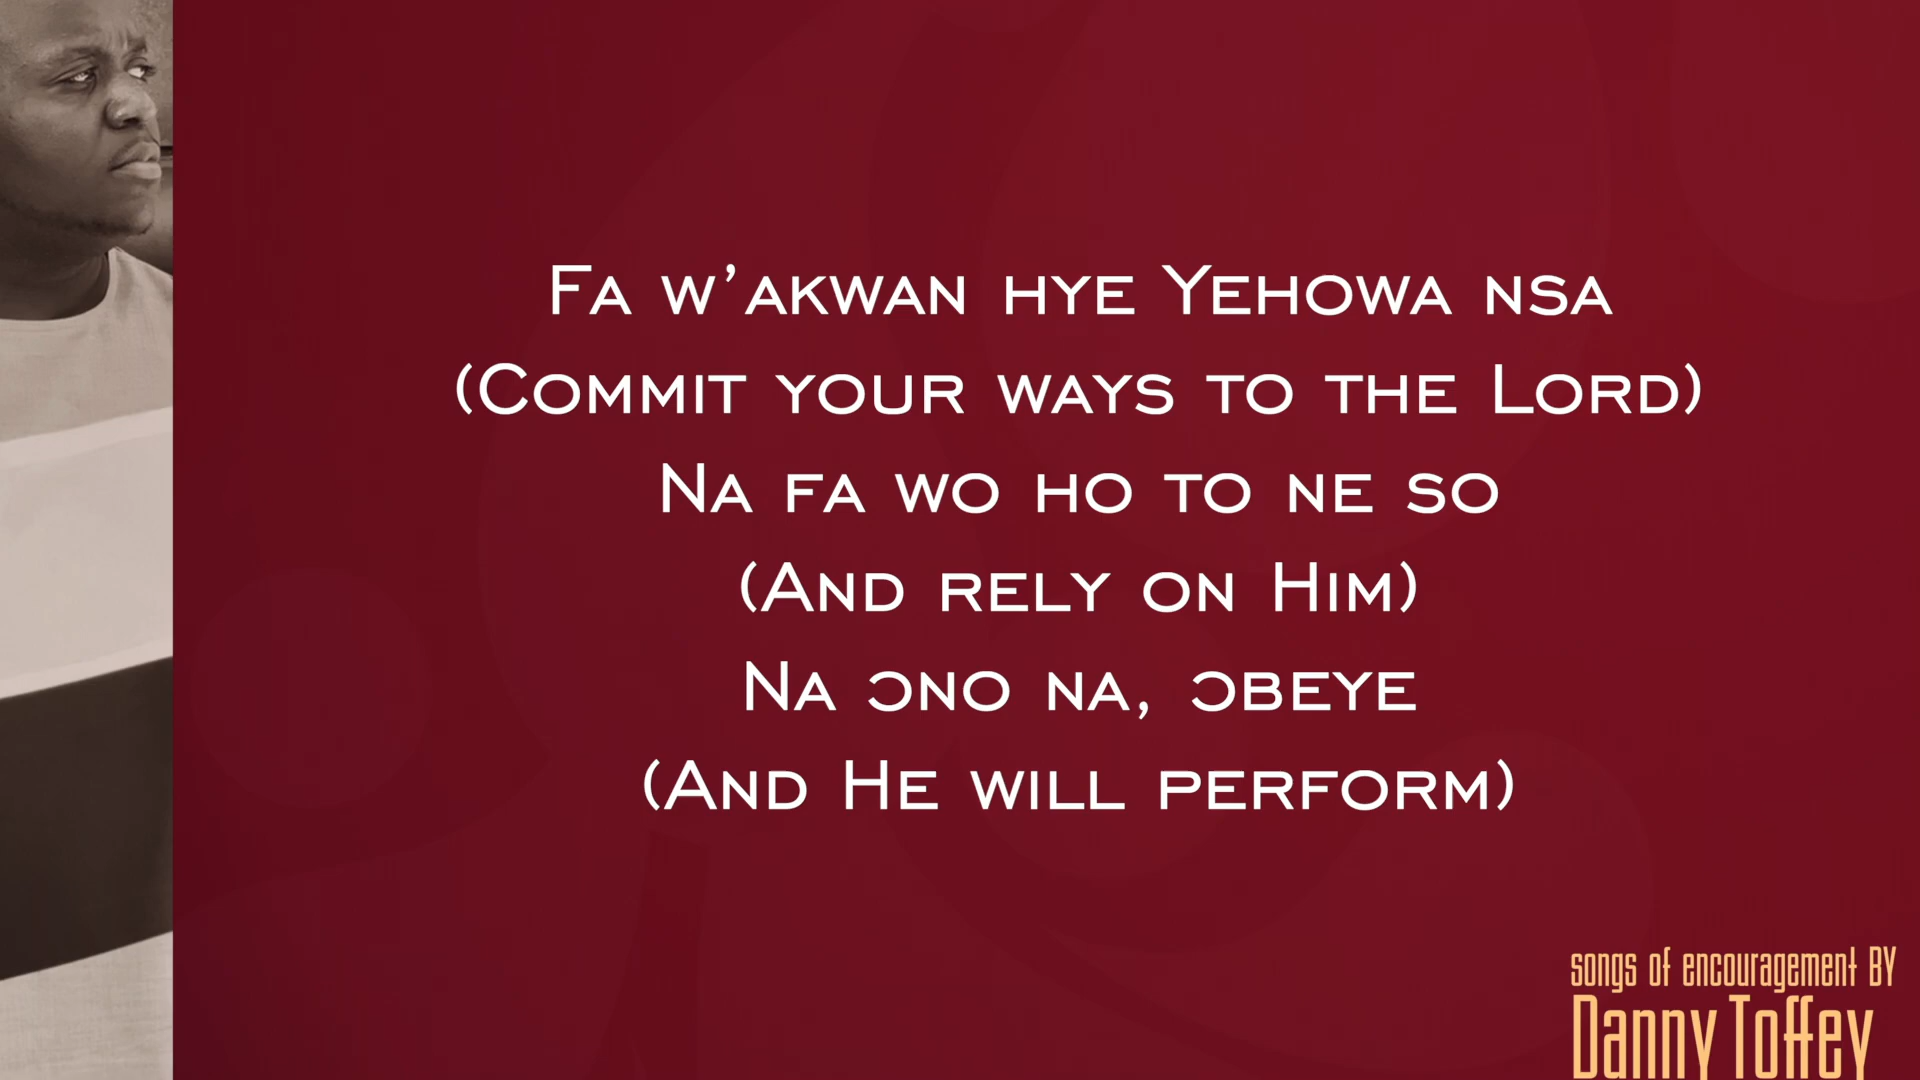 Fa w’akwan hye Yehowa nsa
(Commit your ways to the Lord)
Na fa wo ho to ne so
(And rely on Him)
Na ɔno na, ɔbeye
(And He will perform)
songs of encouragement BY
Danny Toffey